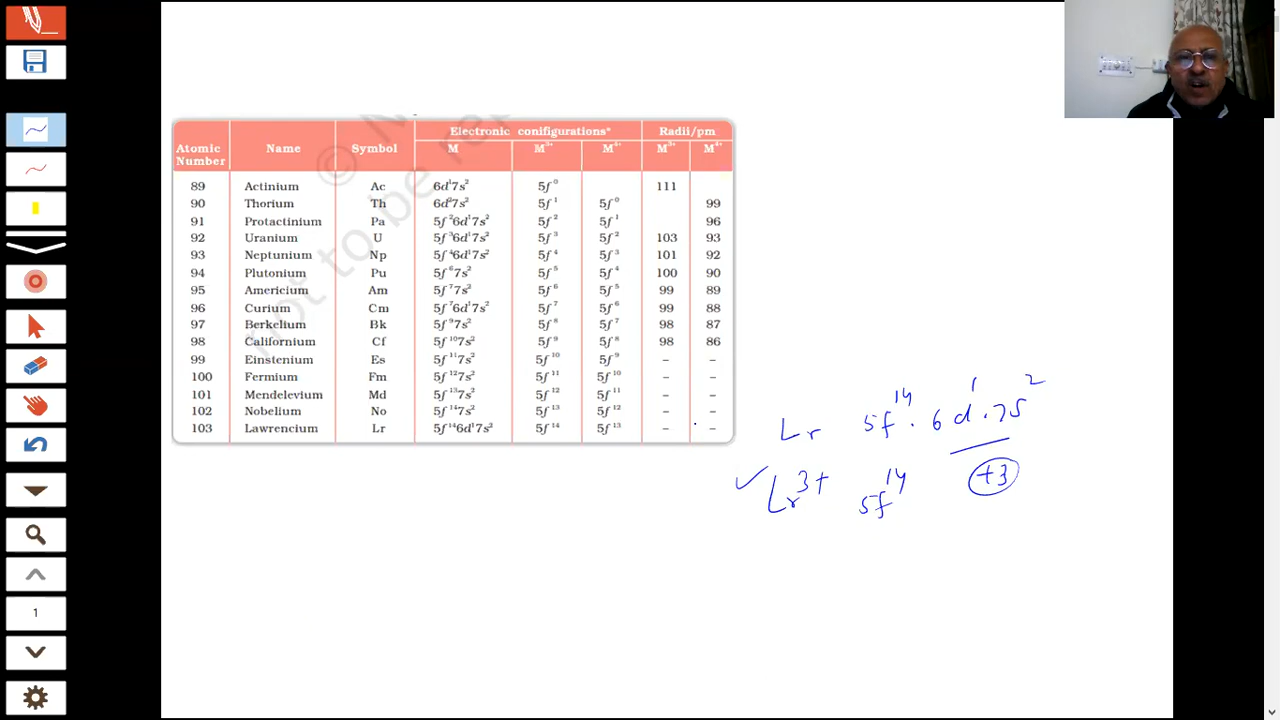 Electronic conifigurations* Radii/pm
Atomic Number Name Symbol M M³⁺ M⁴⁺ M³⁺ M⁴⁺
89 Actinium Ac 6d¹7s² 5f⁰ 111
90 Thorium Th 6d²7s² 5f¹ 5f⁰ 99
91 Protactinium Pa 5f²6d¹7s² 5f² 5f¹ 96
92 Uranium U 5f³6d¹7s² 5f³ 5f² 103 93
93 Neptunium Np 5f⁴6d¹7s² 5f⁴ 5f³ 101 92
94 Plutonium Pu 5f⁶7s² 5f⁵ 5f⁴ 100 90
95 Americium Am 5f⁷7s² 5f⁶ 5f⁵ 99 89
96 Curium Cm 5f⁷6d¹7s² 5f⁷ 5f⁶ 99 88
97 Berkelium Bk 5f⁹7s² 5f⁸ 5f⁷ 98 87
98 Californium Cf 5f¹⁰7s² 5f⁹ 5f⁸ 98 86
99 Einstenium Es 5f¹¹7s² 5f¹⁰ 5f⁹ – –
100 Fermium Fm 5f¹²7s² 5f¹¹ 5f¹⁰ – –
101 Mendelevium Md 5f¹³7s² 5f¹² 5f¹¹ – –
102 Nobelium No 5f¹⁴7s² 5f¹³ 5f¹² – –
103 Lawrencium Lr 5f¹⁴6d¹7s² 5f¹⁴ 5f¹³ – –
Lr 5f¹⁴ . 6d¹ . 7s²
Lr³⁺ 5f¹⁴ +3
not to be rep
1